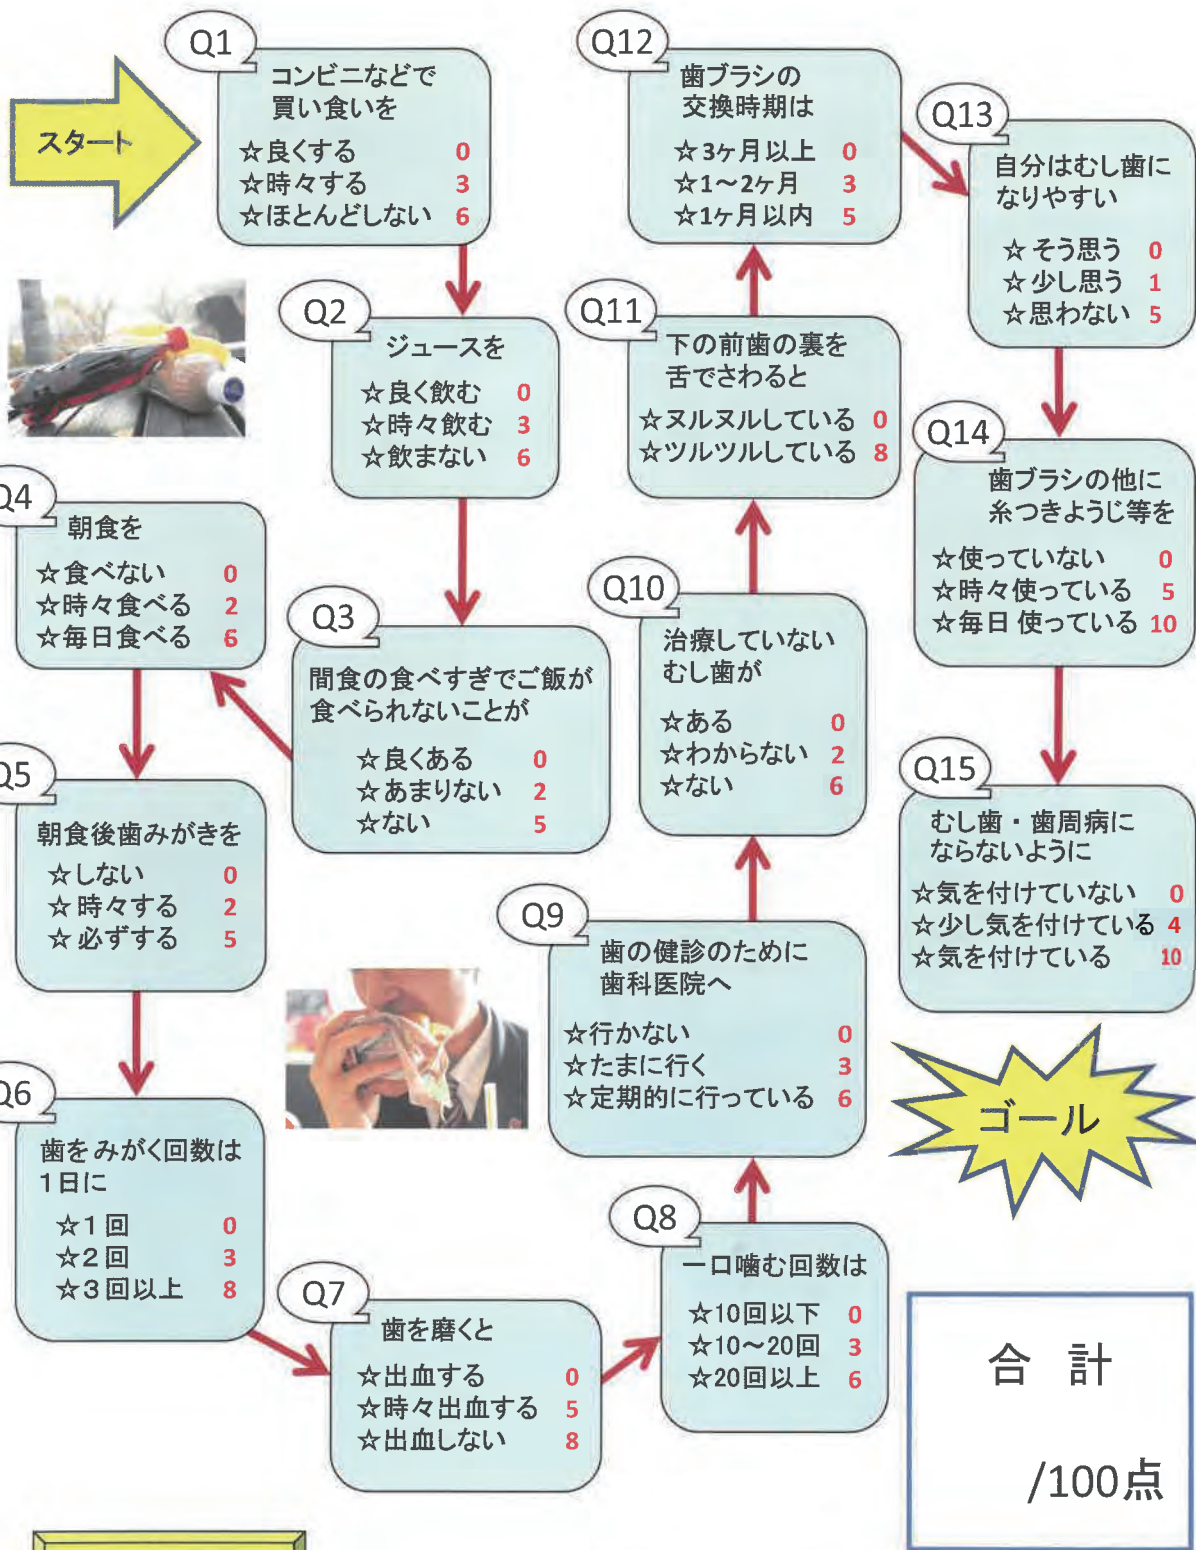 スタート
Q1
コンビニなどで
買い食いを
☆良くする 0
☆時々する 3
☆ほとんどしない 6
Q2
ジュースを
☆良く飲む 0
☆時々飲む 3
☆飲まない 6
Q3
間食の食べすぎでご飯が
食べられないことが
☆良くある 0
☆あまりない 2
☆ない 5
Q4
朝食を
☆食べない 0
☆時々食べる 2
☆毎日食べる 6
Q5
朝食後歯みがきを
☆しない 0
☆時々する 2
☆必ずする 5
Q6
歯をみがく回数は
1日に
☆1回 0
☆2回 3
☆3回以上 8
Q7
歯を磨くと
☆出血する 0
☆時々出血する 5
☆出血しない 8
Q8
一口噛む回数は
☆10回以下 0
☆10～20回 3
☆20回以上 6
Q9
歯の健診のために
歯科医院へ
☆行かない 0
☆たまに行く 3
☆定期的に行っている 6
Q10
治療していない
むし歯が
☆ある 0
☆わからない 2
☆ない 6
Q11
下の前歯の裏を
舌でさわると
☆ヌルヌルしている 0
☆ツルツルしている 8
Q12
歯ブラシの
交換時期は
☆3ヶ月以上 0
☆1～2ヶ月 3
☆1ヶ月以内 5
Q13
自分はむし歯に
なりやすい
☆そう思う 0
☆少し思う 1
☆思わない 5
Q14
歯ブラシの他に
糸つきようじ等を
☆使っていない 0
☆時々使っている 5
☆毎日 使っている 10
Q15
むし歯・歯周病に
ならないように
☆気を付けていない 0
☆少し気を付けている 4
☆気を付けている 10
ゴール
合 計
/100点